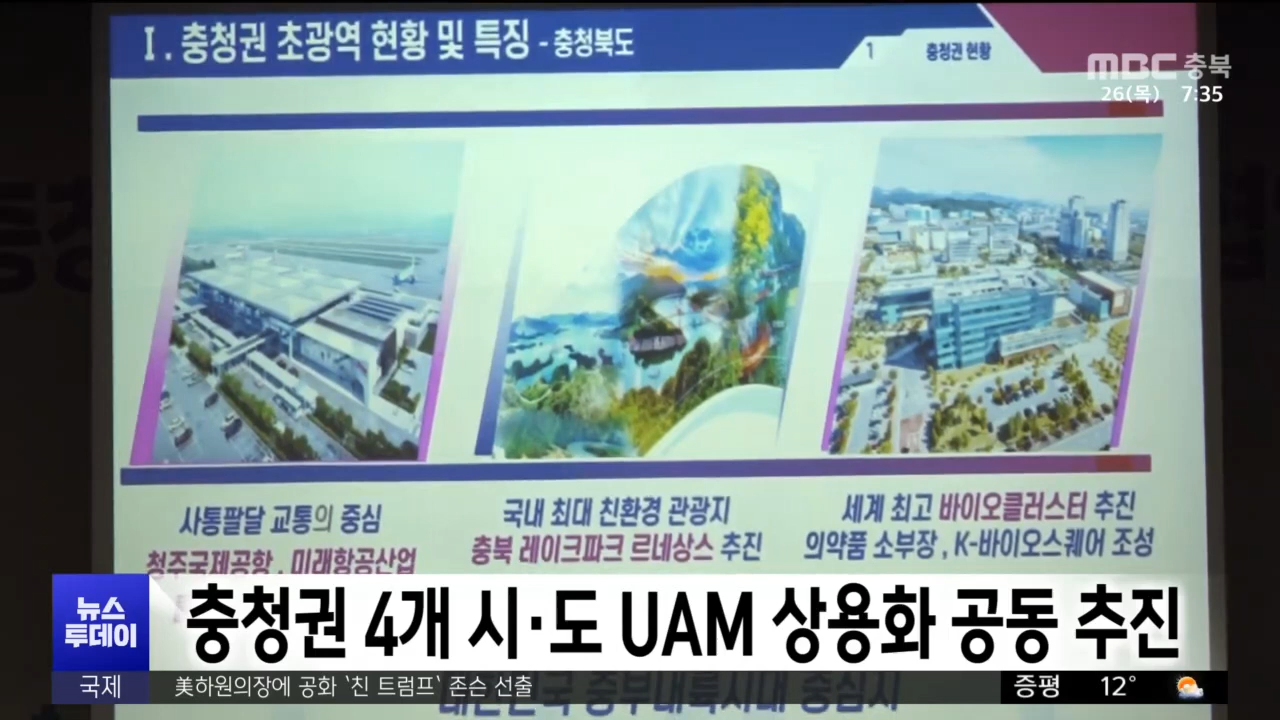 Ⅰ. 충청권 초광역 현황 및 특징 - 충청북도
1 충청권 현황
MBC 충북
26(목) 7:35
사통팔달 교통의 중심
청주국제공항, 미래항공산업
국내 최대 친환경 관광지
충북 레이크파크 르네상스 추진
세계 최고 바이오클러스터 추진
의약품 소부장, K-바이오스퀘어 조성
뉴스
투데이
충청권 4개 시·도 UAM 상용화 공동 추진
국제
美하원의장에 공화 '친 트럼프' 존슨 선출
증평 12°